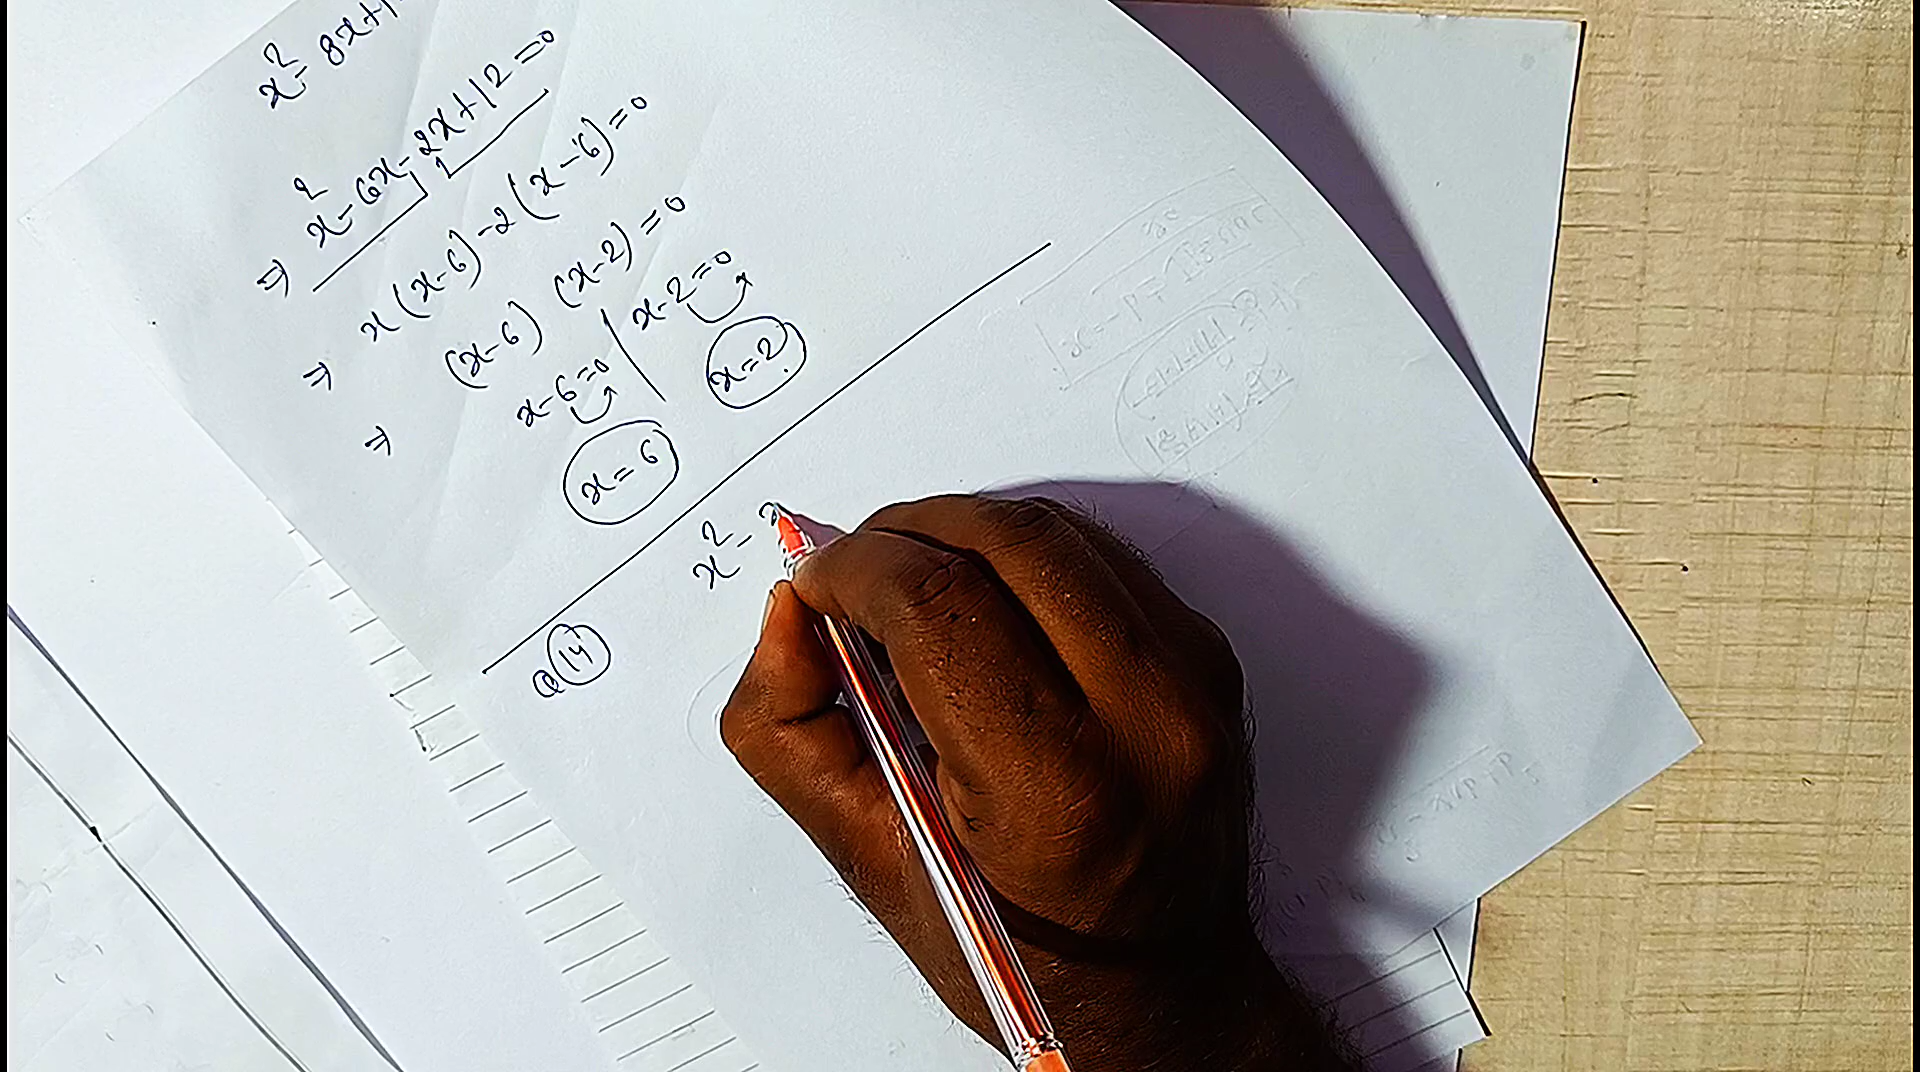 x² - 8x + 1
⇒ x² - 6x - 2x + 12 = 0
⇒ x(x-6) - 2(x-6) = 0
⇒ (x-6) (x-2) = 0
x - 6 = 0 | x - 2 = 0
x = 6 x = 2
Q 14 x² -